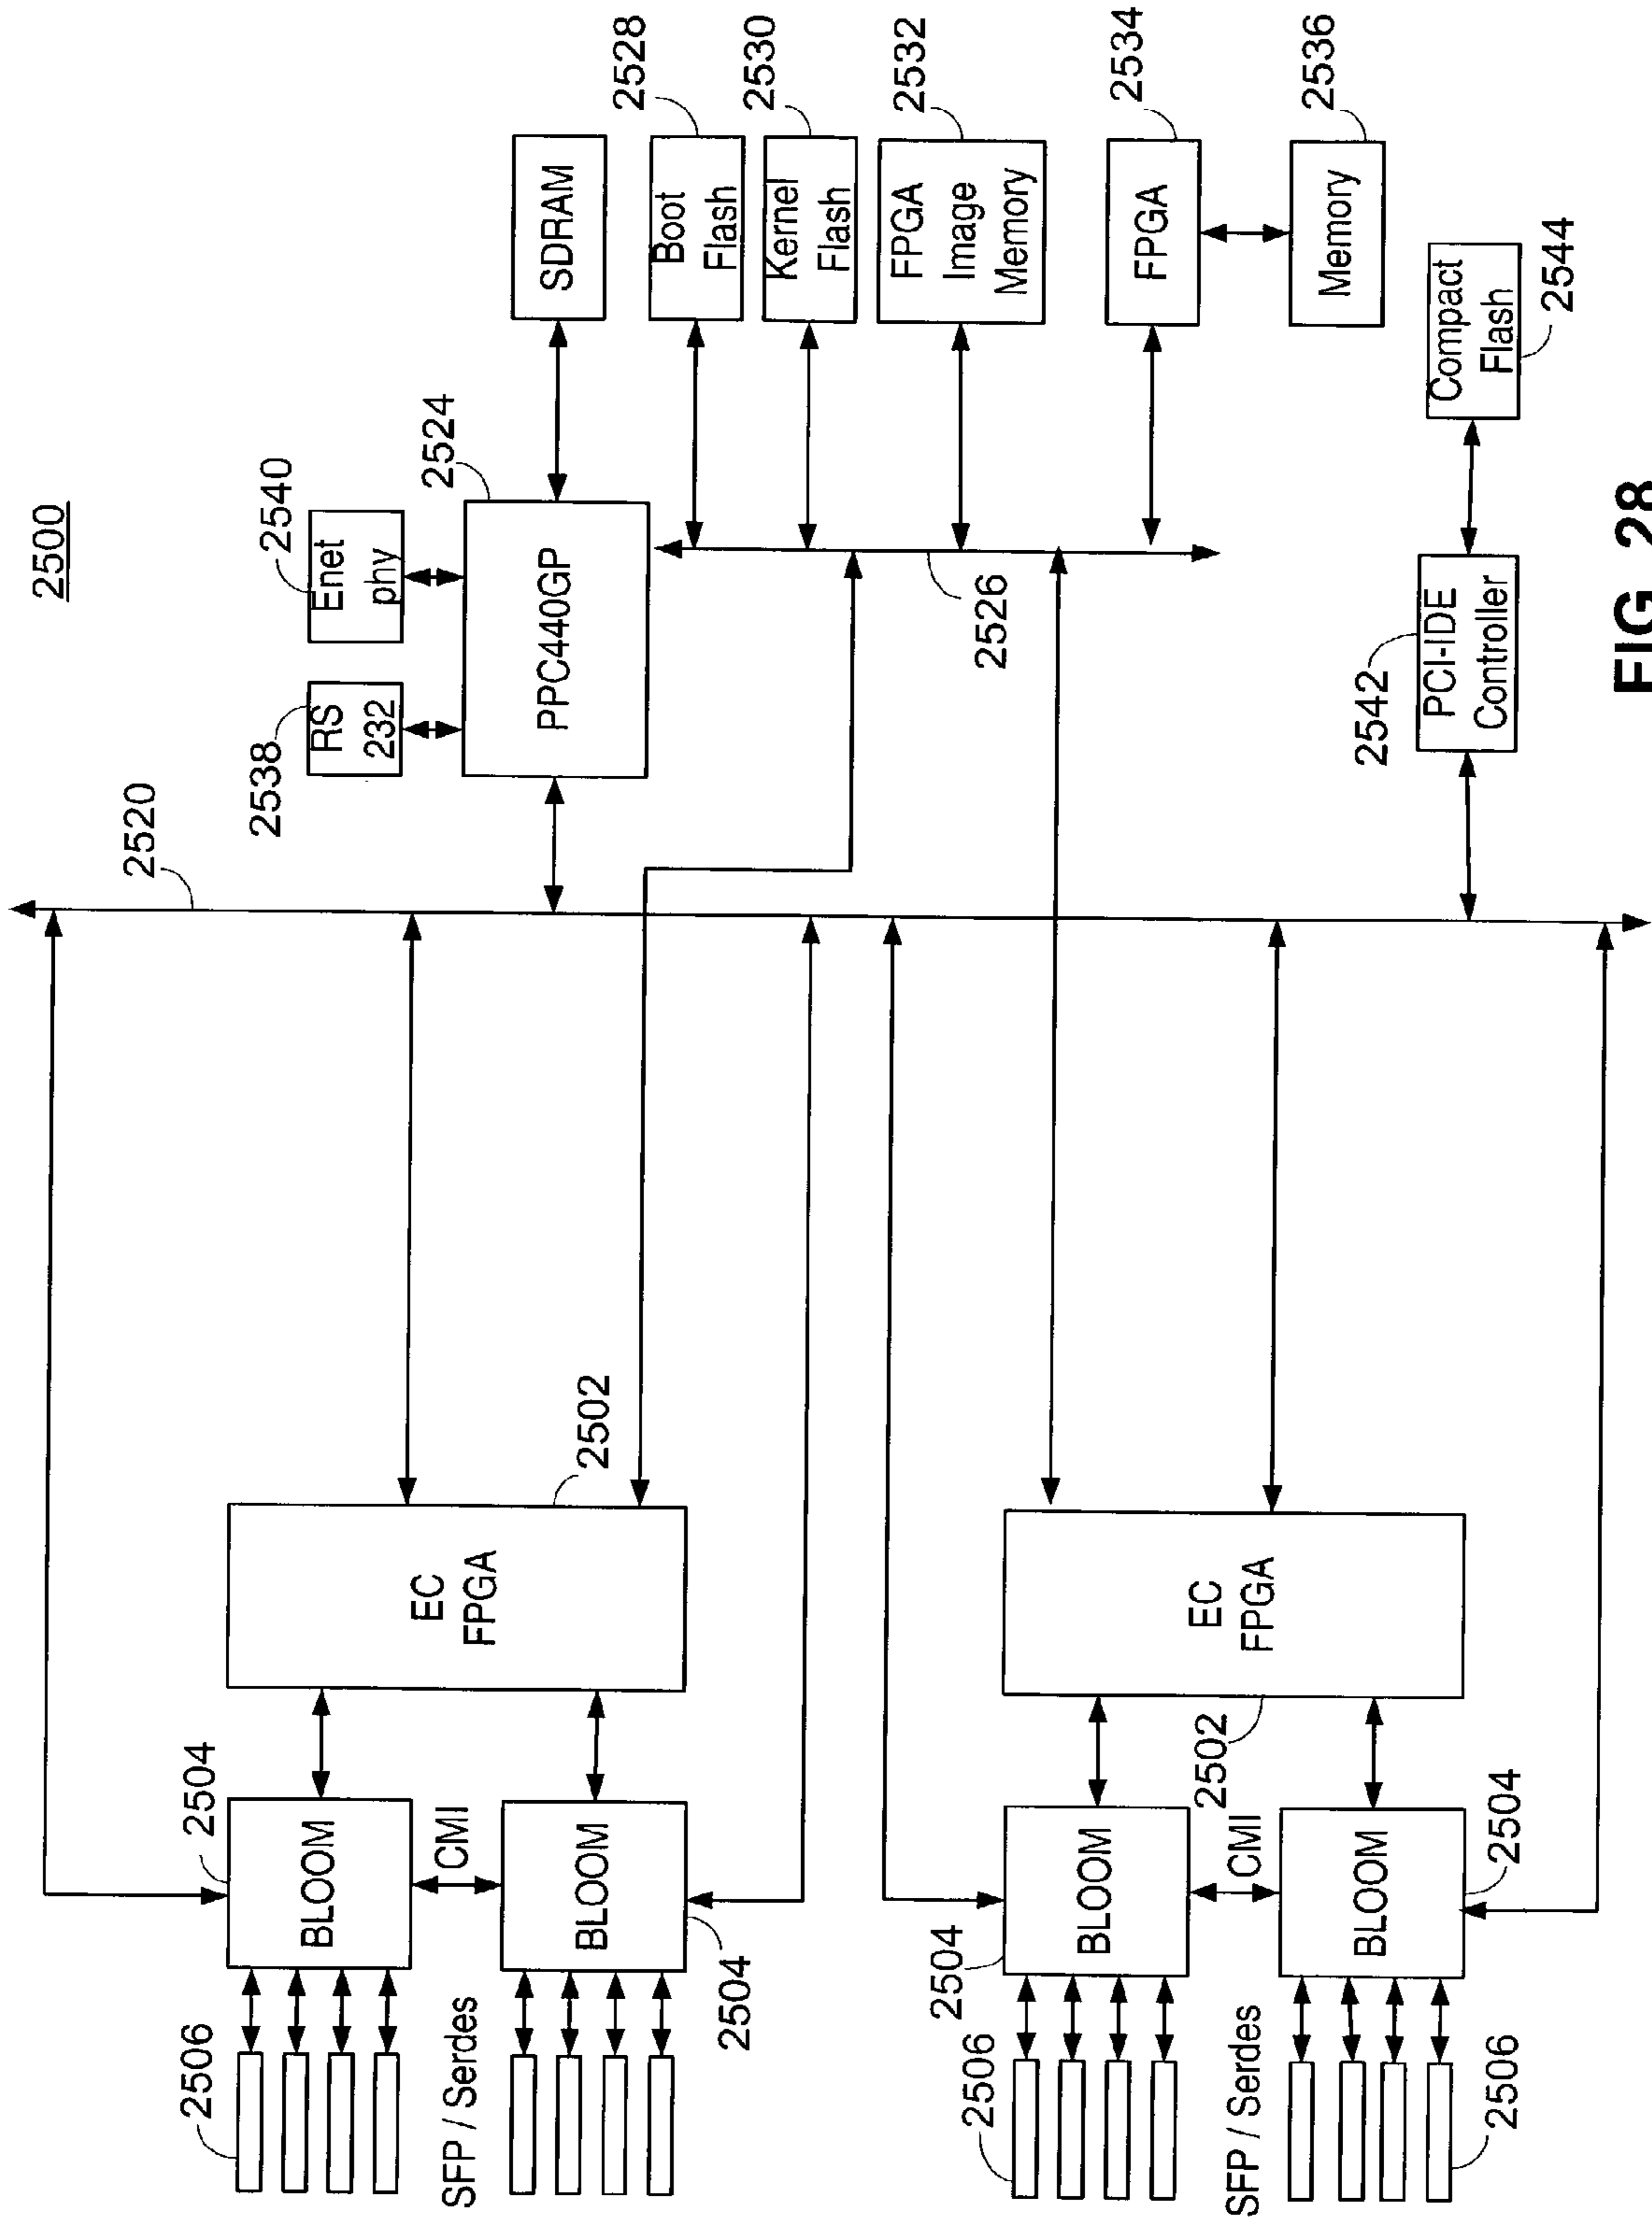 2500
2520
2538
RS
232
2540
Enet
phy
2524
PPC440GP
SDRAM
2528
Boot
Flash
2530
Kernel
Flash
2532
FPGA
Image
Memory
2534
FPGA
2536
Memory
2526
2506
2504
BLOOM
CMI
SFP / Serdes
BLOOM
2504
EC
FPGA
2502
2506
2504
BLOOM
CMI
2502
SFP / Serdes
BLOOM
2504
2506
EC
FPGA
2542
PCI-IDE
Controller
Compact
Flash
2544
FIG. 28